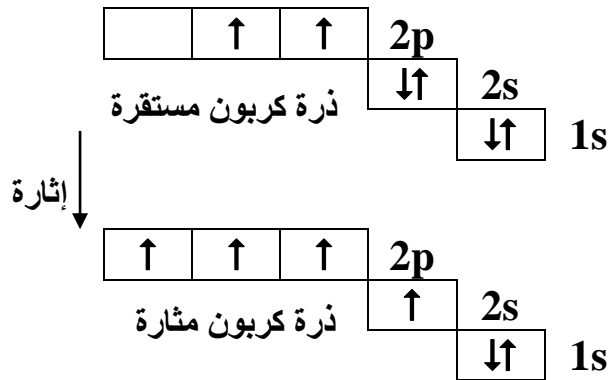 ↑ ↑ 2p
↓↑ 2s
ذرة كربون مستقرة
↓↑ 1s
إثارة
↑ ↑ ↑ 2p
↑ 2s
ذرة كربون مثارة
↓↑ 1s